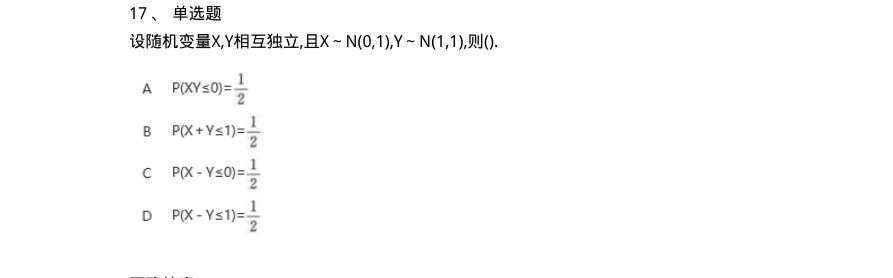 17 、 单选题
设随机变量X,Y相互独立,且X ~ N(0,1),Y ~ N(1,1),则().
A P(XY≤0)=1/2
B P(X+Y≤1)=1/2
C P(X - Y≤0)=1/2
D P(X - Y≤1)=1/2